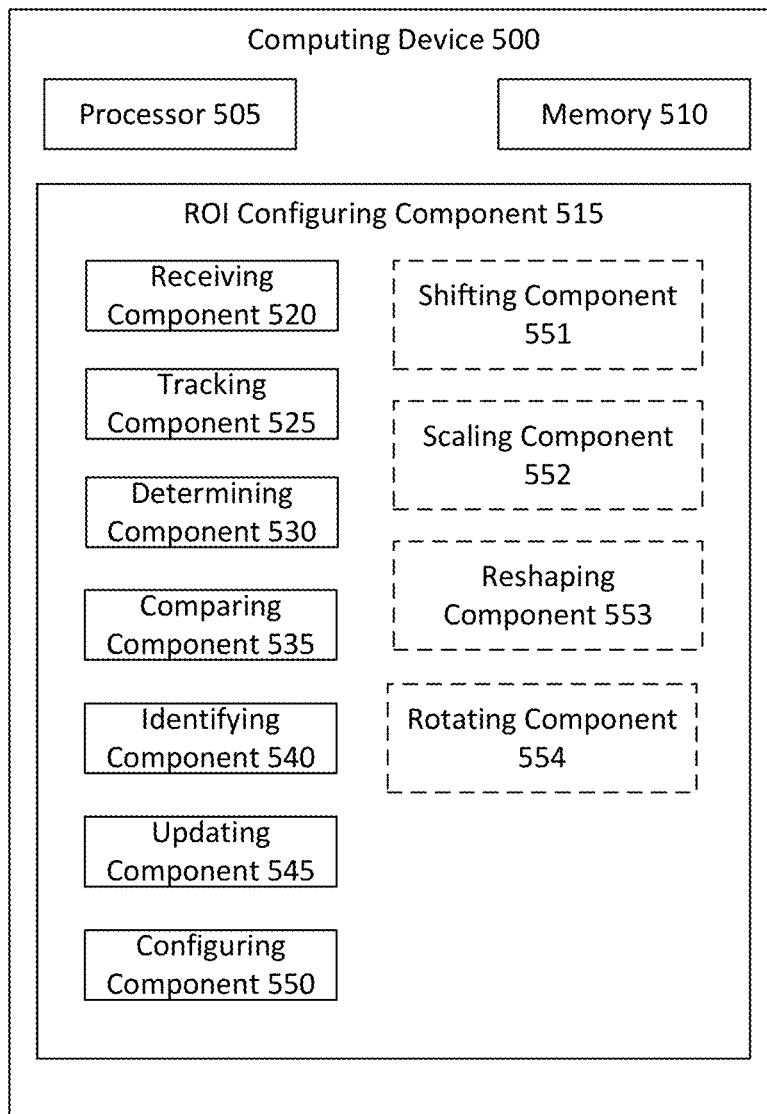 Computing Device 500
Processor 505
Memory 510
ROI Configuring Component 515
Receiving
Component 520
Tracking
Component 525
Determining
Component 530
Comparing
Component 535
Identifying
Component 540
Updating
Component 545
Configuring
Component 550
Shifting Component
551
Scaling Component
552
Reshaping
Component 553
Rotating Component
554